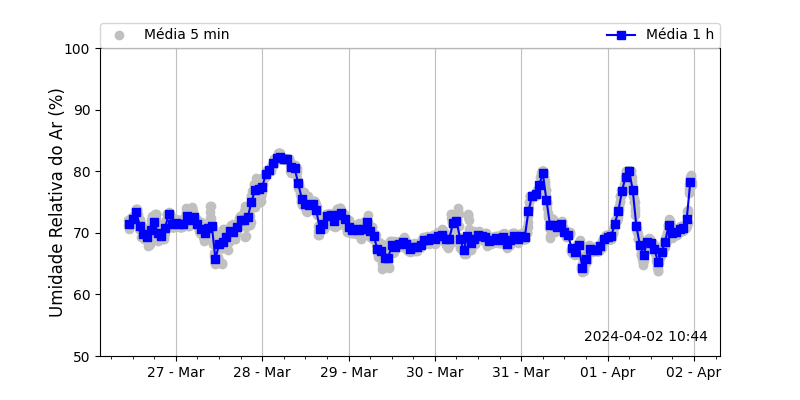 Média 5 min
Média 1 h
Umidade Relativa do Ar (%)
100
90
80
70
60
50
2024-04-02 10:44
27 - Mar
28 - Mar
29 - Mar
30 - Mar
31 - Mar
01 - Apr
02 - Apr